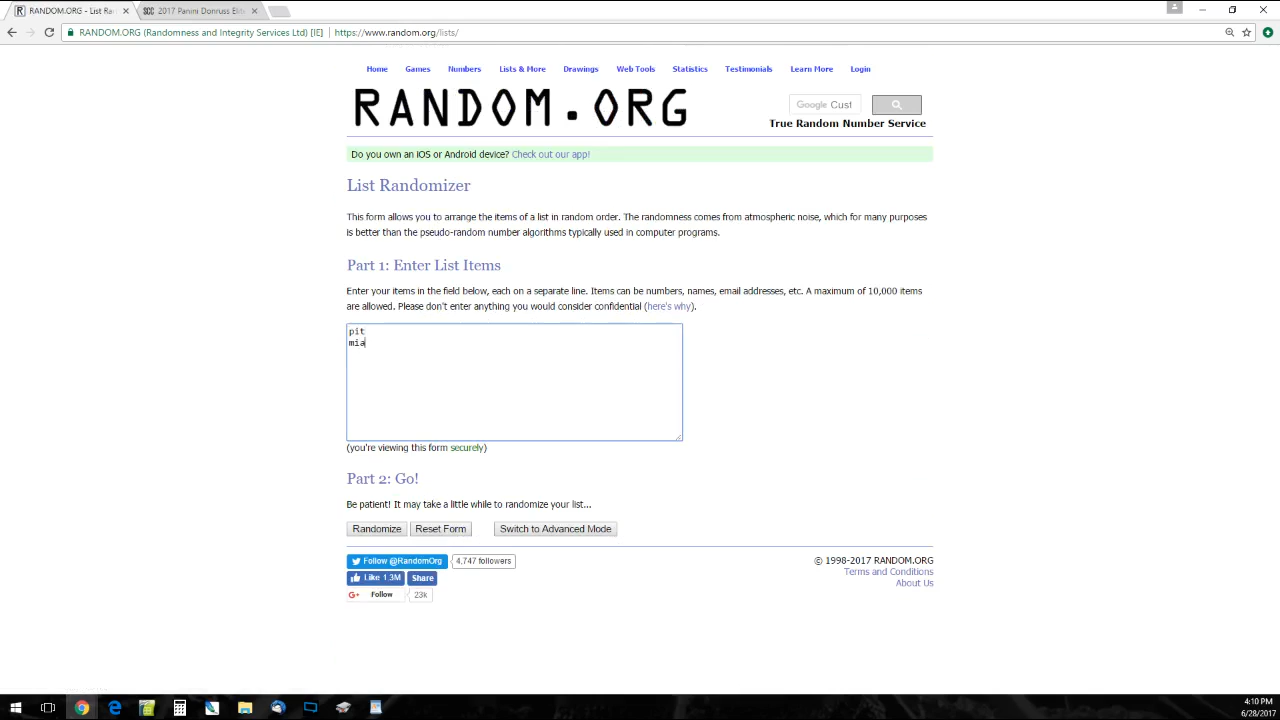 RANDOM.ORG - List Ra
2017 Panini Donruss Elit
RANDOM.ORG (Randomness and Integrity Services Ltd) [IE]
https://www.random.org/lists/
Home Games Numbers Lists & More Drawings Web Tools Statistics Testimonials Learn More Login
RANDOM.ORG
Google Cust
True Random Number Service
Do you own an iOS or Android device? Check out our app!
List Randomizer
This form allows you to arrange the items of a list in random order. The randomness comes from atmospheric noise, which for many purposes
is better than the pseudo-random number algorithms typically used in computer programs.
Part 1: Enter List Items
Enter your items in the field below, each on a separate line. Items can be numbers, names, email addresses, etc. A maximum of 10,000 items
are allowed. Please don't enter anything you would consider confidential (here's why).
pit
mia
(you're viewing this form securely)
Part 2: Go!
Be patient! It may take a little while to randomize your list...
Randomize Reset Form Switch to Advanced Mode
Follow @RandomOrg 4,747 followers
Like 1.3M Share
G+ Follow 23k
© 1998-2017 RANDOM.ORG
Terms and Conditions
About Us
4:10 PM
6/28/2017